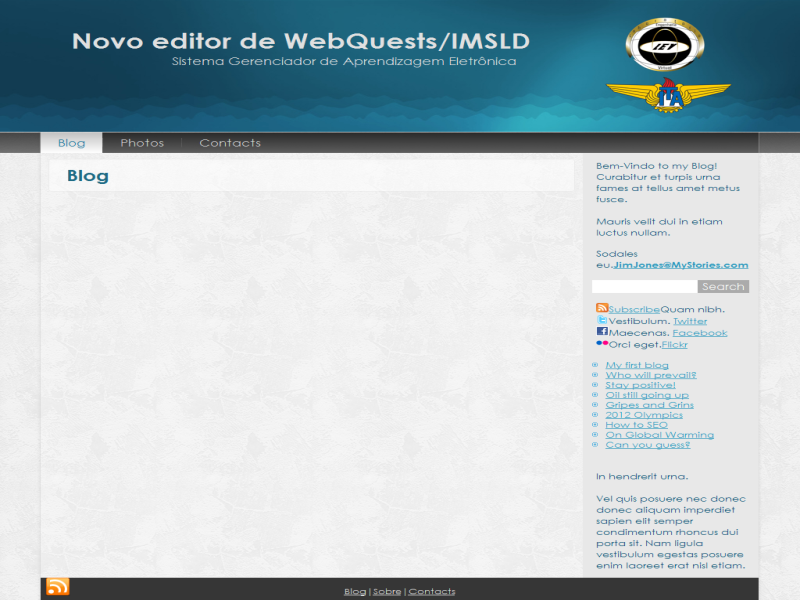 Novo editor de WebQuests/IMSLD
Sistema Gerenciador de Aprendizagem Eletrônica
IEV
ITA
Blog
Photos
Contacts
Blog
Bem-Vindo to my Blog!
Curabitur et turpis urna
fames at tellus amet metus
fusce.
Mauris velit dui in etiam
luctus nullam.
Sodales
eu.JimJones@MyStories.com
Search
SubscribeQuam nibh.
Vestibulum. Twitter
Maecenas. Facebook
Orci eget.Flickr
My first blog
Who will prevail?
Stay positive!
Oil still going up
Gripes and Grins
2012 Olympics
How to SEO
On Global Warming
Can you guess?
In hendrerit urna.
Vel quis posuere nec donec
donec aliquam imperdiet
sapien elit semper
condimentum rhoncus dui
porta sit. Nam ligula
vestibulum egestas posuere
enim laoreet erat nisl etiam.
Blog | Sobre | Contacts